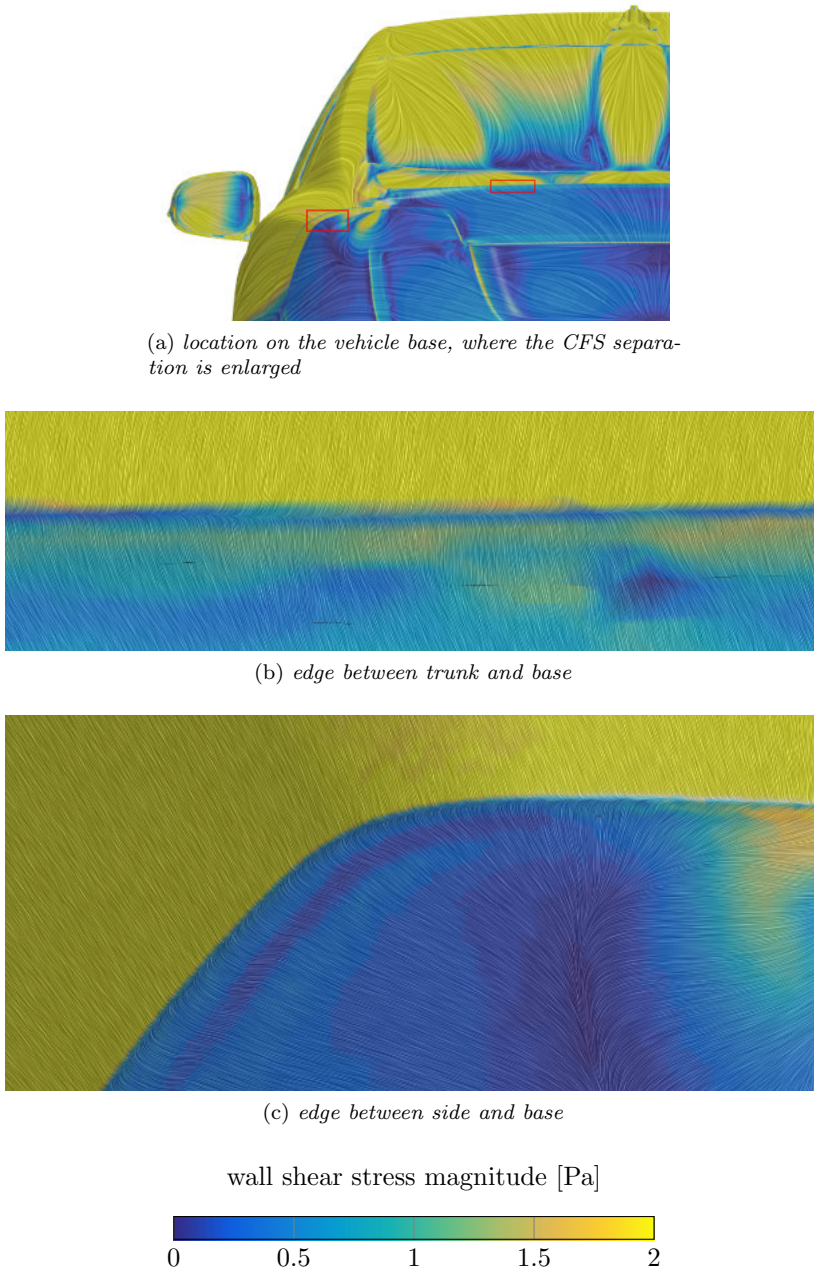 (a) location on the vehicle base, where the CFS separa-
tion is enlarged
(b) edge between trunk and base
(c) edge between side and base
wall shear stress magnitude [Pa]
0 0.5 1 1.5 2